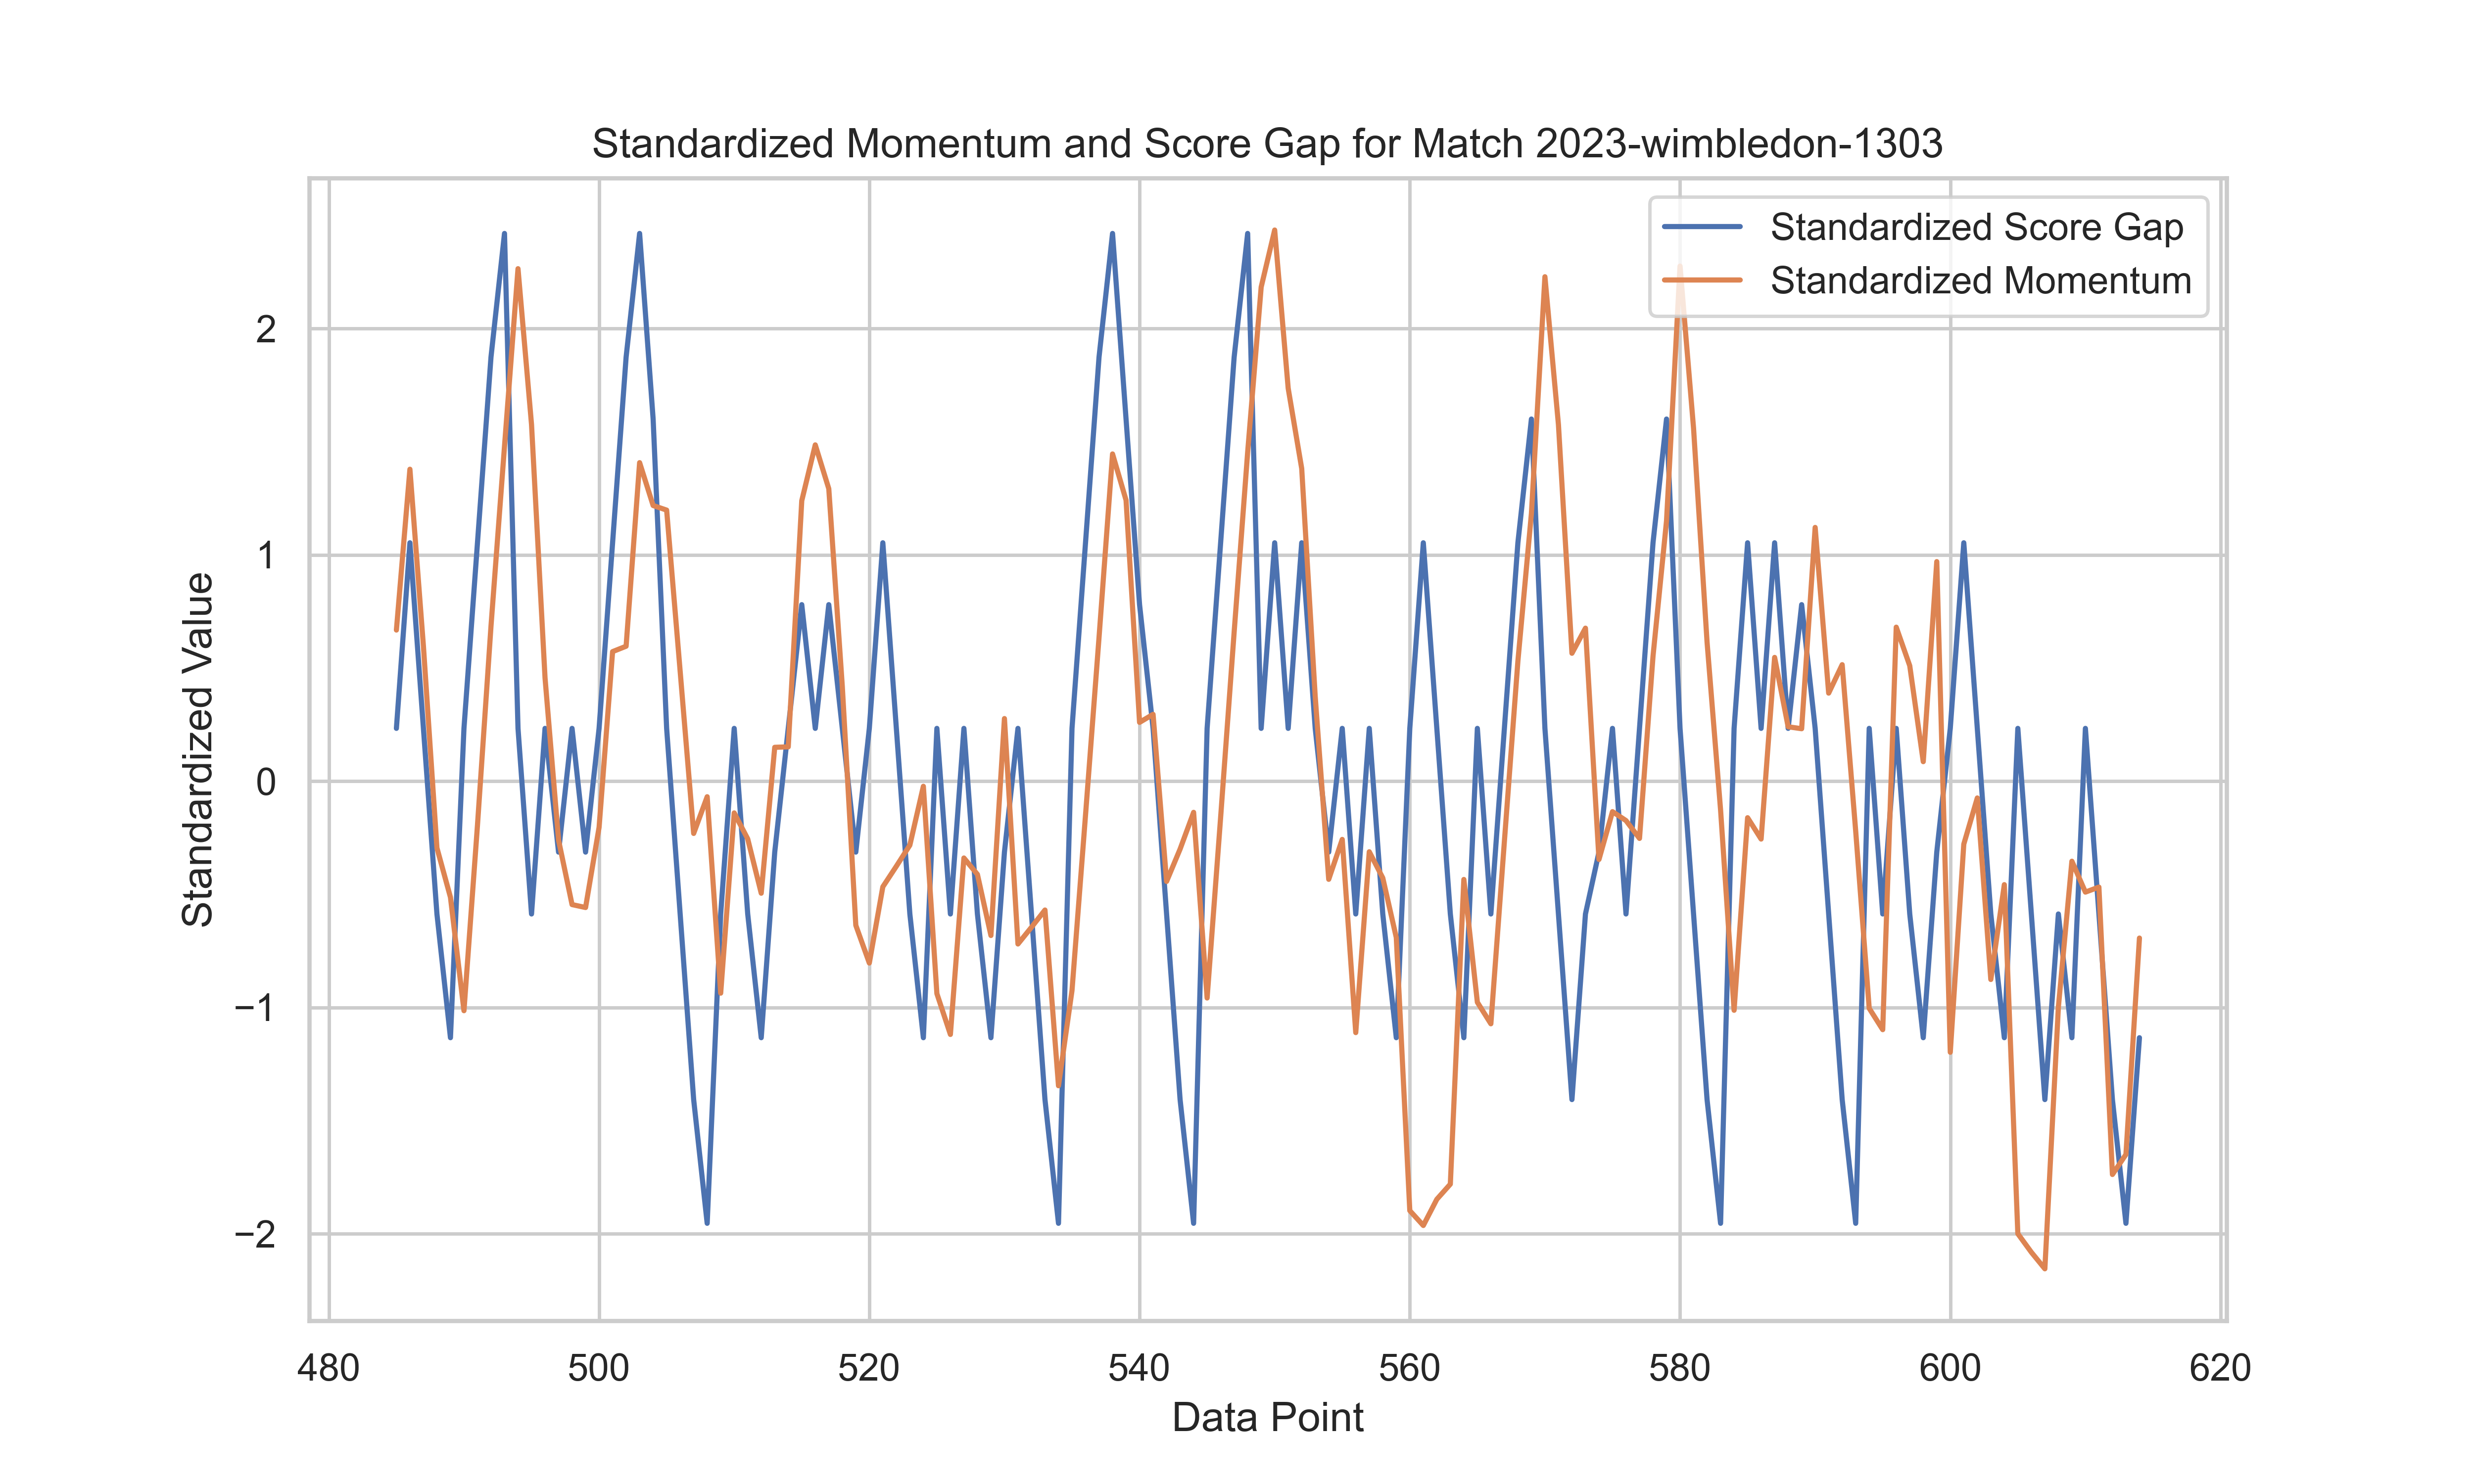 Standardized Momentum and Score Gap for Match 2023-wimbledon-1303
Standardized Score Gap
Standardized Momentum
Standardized Value
2
1
0
−1
−2
480 500 520 540 560 580 600 620
Data Point